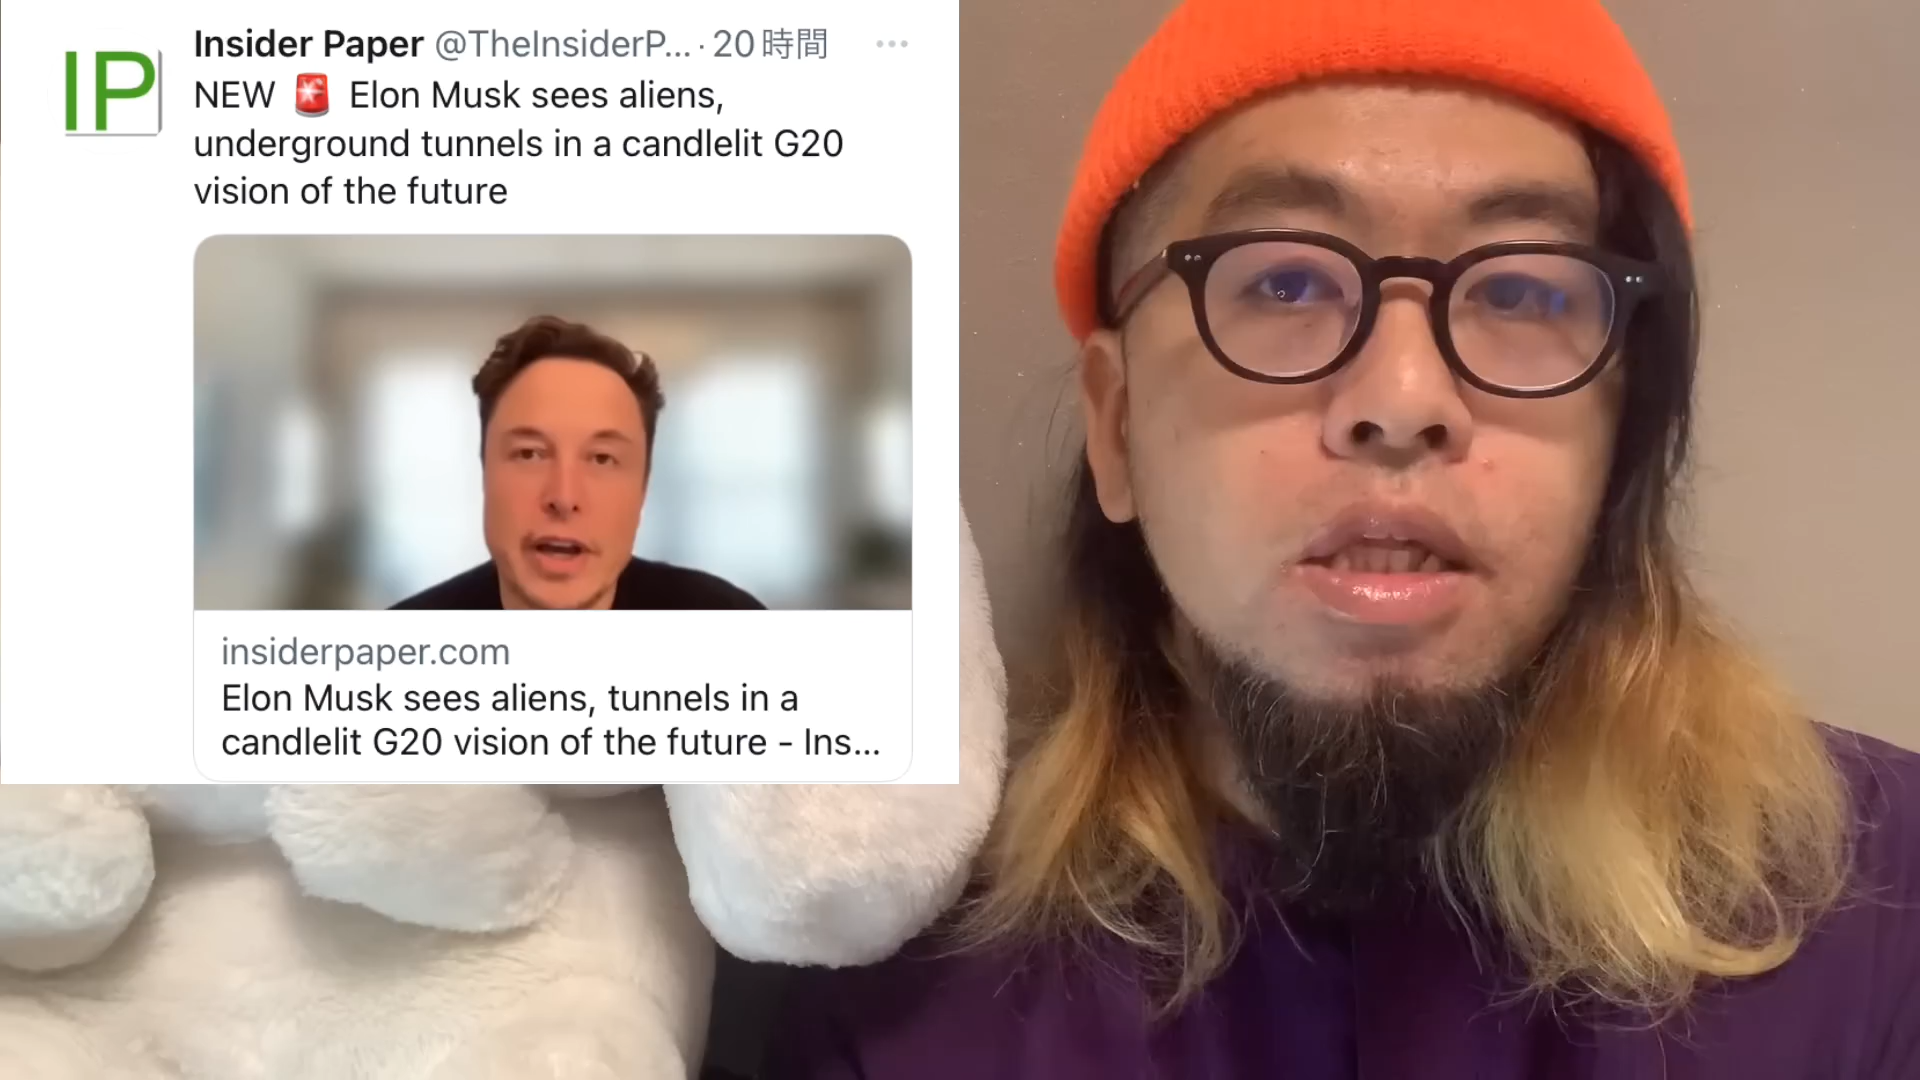 IP
Insider Paper @TheInsiderP... · 20時間
NEW 🚨 Elon Musk sees aliens,
underground tunnels in a candlelit G20
vision of the future
insiderpaper.com
Elon Musk sees aliens, tunnels in a
candlelit G20 vision of the future - Ins...